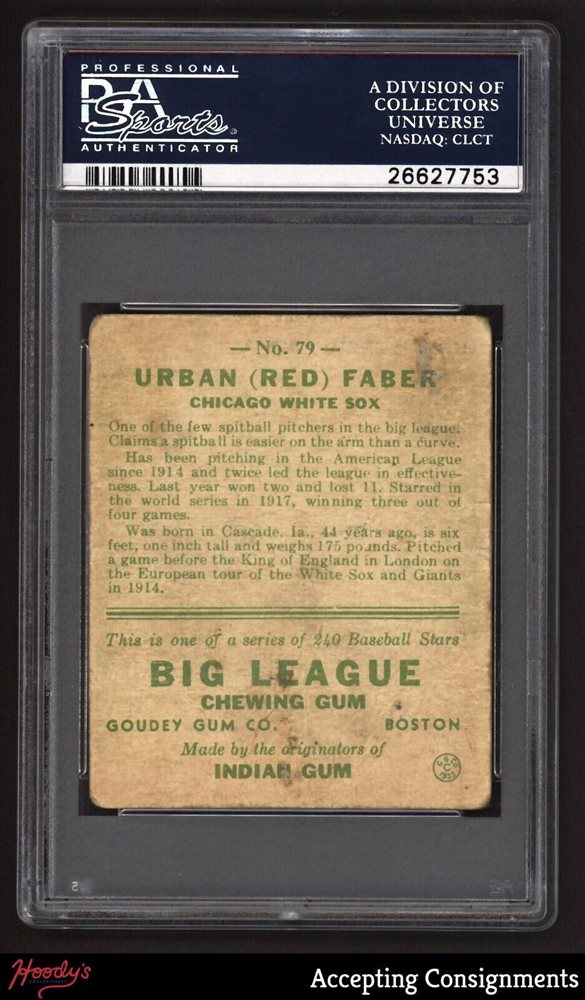 PROFESSIONAL
PSA
Sports
AUTHENTICATOR
A DIVISION OF
COLLECTORS
UNIVERSE
NASDAQ: CLCT
26627753
— No. 79 —
URBAN (RED) FABER
CHICAGO WHITE SOX
One of the few spitball pitchers in the big league.
Claims a spitball is easier on the arm than a curve.
Has been pitching in the American League
since 1914 and twice led the league in effective-
ness. Last year won two and lost 11. Starred in
the world series in 1917, winning three out of
four games.
Was born in Cascade, Ia., 44 years ago, is six
feet, one inch tall and weighs 175 pounds. Pitched
a game before the King of England in London on
the European tour of the White Sox and Giants
in 1914.
This is one of a series of 240 Baseball Stars
BIG LEAGUE
CHEWING GUM
GOUDEY GUM CO. BOSTON
Made by the originators of
INDIAN GUM
G. G. CO.
C
1933
Hoody's
COLLECTIBLES
Accepting Consignments